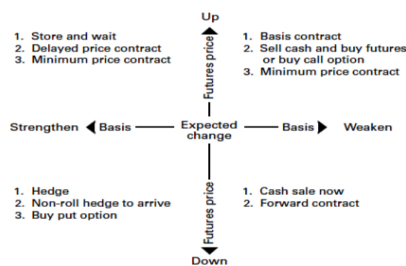 Up
1. Store and wait
2. Delayed price contract
3. Minimum price contract
Futures price
1. Basis contract
2. Sell cash and buy futures
or buy call option
3. Minimum price contract
Strengthen Basis Expected change Basis Weaken
1. Hedge
2. Non-roll hedge to arrive
3. Buy put option
Futures price
1. Cash sale now
2. Forward contract
Down